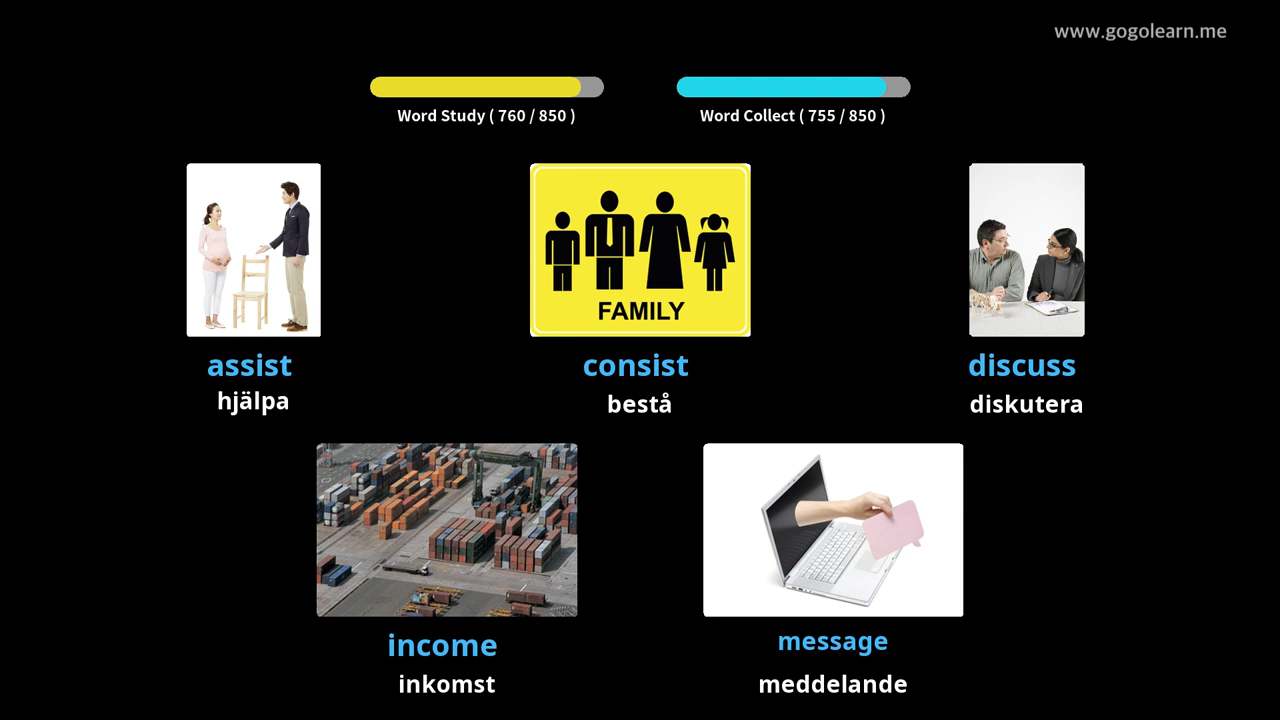 www.gogolearn.me
Word Study ( 760 / 850 )
Word Collect ( 755 / 850 )
FAMILY
assist
consist
discuss
hjälpa
bestå
diskutera
income
message
inkomst
meddelande